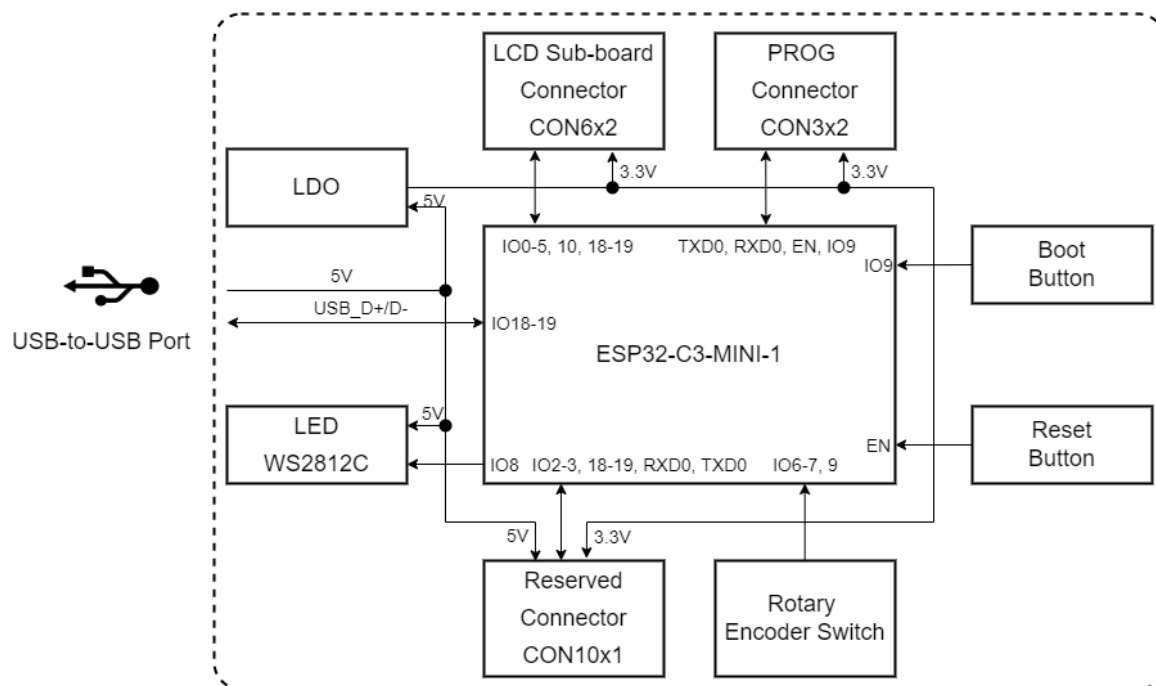 LCD Sub-board
Connector
CON6x2
PROG
Connector
CON3x2
LDO
3.3V
3.3V
5V
IO0-5, 10, 18-19
TXD0, RXD0, EN, IO9
IO9
Boot
Button
5V
USB_D+/D-
IO18-19
USB-to-USB Port
ESP32-C3-MINI-1
LED
WS2812C
5V
IO8
IO2-3, 18-19, RXD0, TXD0
IO6-7, 9
EN
Reset
Button
5V
3.3V
Reserved
Connector
CON10x1
Rotary
Encoder Switch